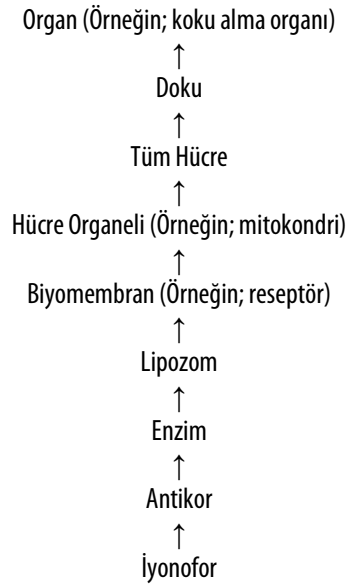 Organ (Örneğin; koku alma organı)
↑
Doku
↑
Tüm Hücre
↑
Hücre Organeli (Örneğin; mitokondri)
↑
Biyomembran (Örneğin; reseptör)
↑
Lipozom
↑
Enzim
↑
Antikor
↑
İyonofor